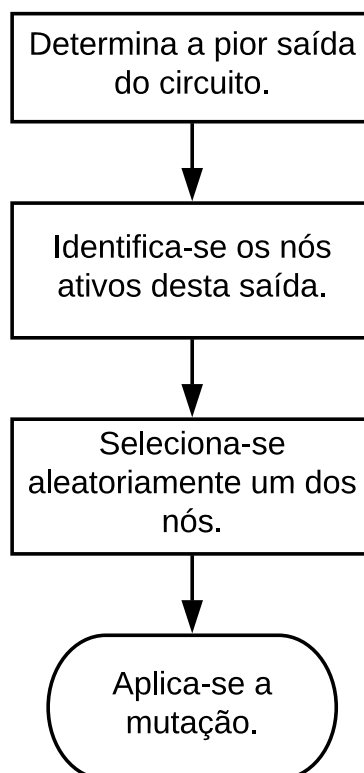 Determina a pior saída
do circuito.
Identifica-se os nós
ativos desta saída.
Seleciona-se
aleatoriamente um dos
nós.
Aplica-se a
mutação.